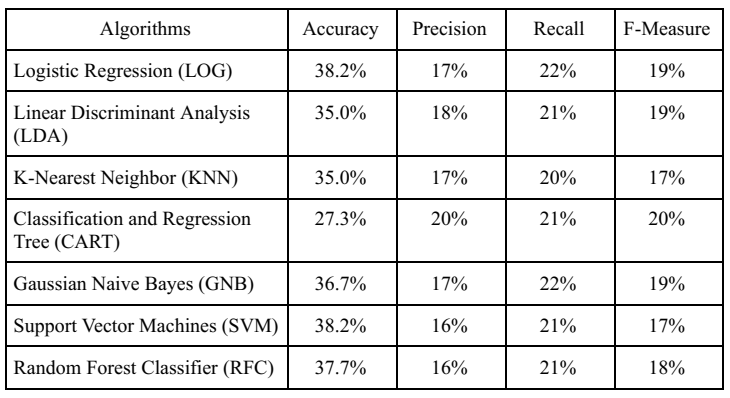 Algorithms Accuracy Precision Recall F-Measure
Logistic Regression (LOG) 38.2% 17% 22% 19%
Linear Discriminant Analysis 35.0% 18% 21% 19%
(LDA)
K-Nearest Neighbor (KNN) 35.0% 17% 20% 17%
Classification and Regression 27.3% 20% 21% 20%
Tree (CART)
Gaussian Naive Bayes (GNB) 36.7% 17% 22% 19%
Support Vector Machines (SVM) 38.2% 16% 21% 17%
Random Forest Classifier (RFC) 37.7% 16% 21% 18%